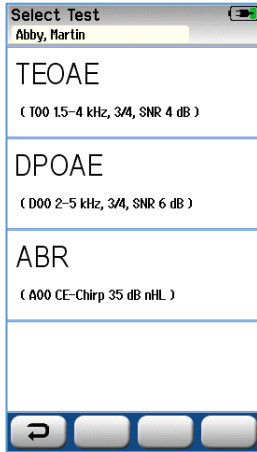 Select Test
Abby, Martin
TEOAE
( T00 1.5-4 kHz, 3/4, SNR 4 dB )
DPOAE
( D00 2-5 kHz, 3/4, SNR 6 dB )
ABR
( A00 CE-Chirp 35 dB nHL )